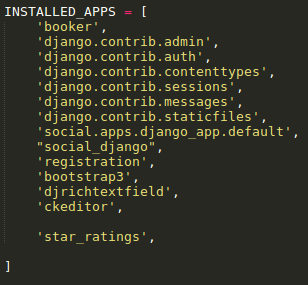 INSTALLED_APPS = [
    'booker',
    'django.contrib.admin',
    'django.contrib.auth',
    'django.contrib.contenttypes',
    'django.contrib.sessions',
    'django.contrib.messages',
    'django.contrib.staticfiles',
    'social.apps.django_app.default',
    "social_django",
    'registration',
    'bootstrap3',
    'djrichtextfield',
    'ckeditor',
    'star_ratings',
]